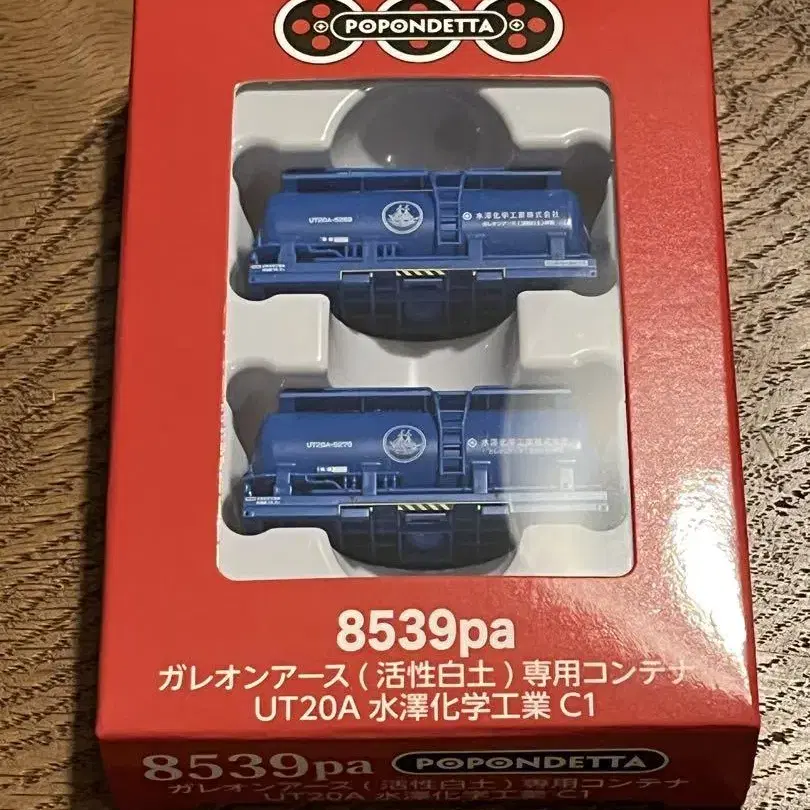 POPONDETTA
UT20A-5269
水澤化学工業株式会社
UT20A-5270
水澤化学工業株式会社
8539pa
ガレオンアース(活性白土)専用コンテナ
UT20A 水澤化学工業 C1
8539pa POPONDETTA
ガレオンアース(活性白土)専用コンテナ
UT20A 水澤化学工業 C1